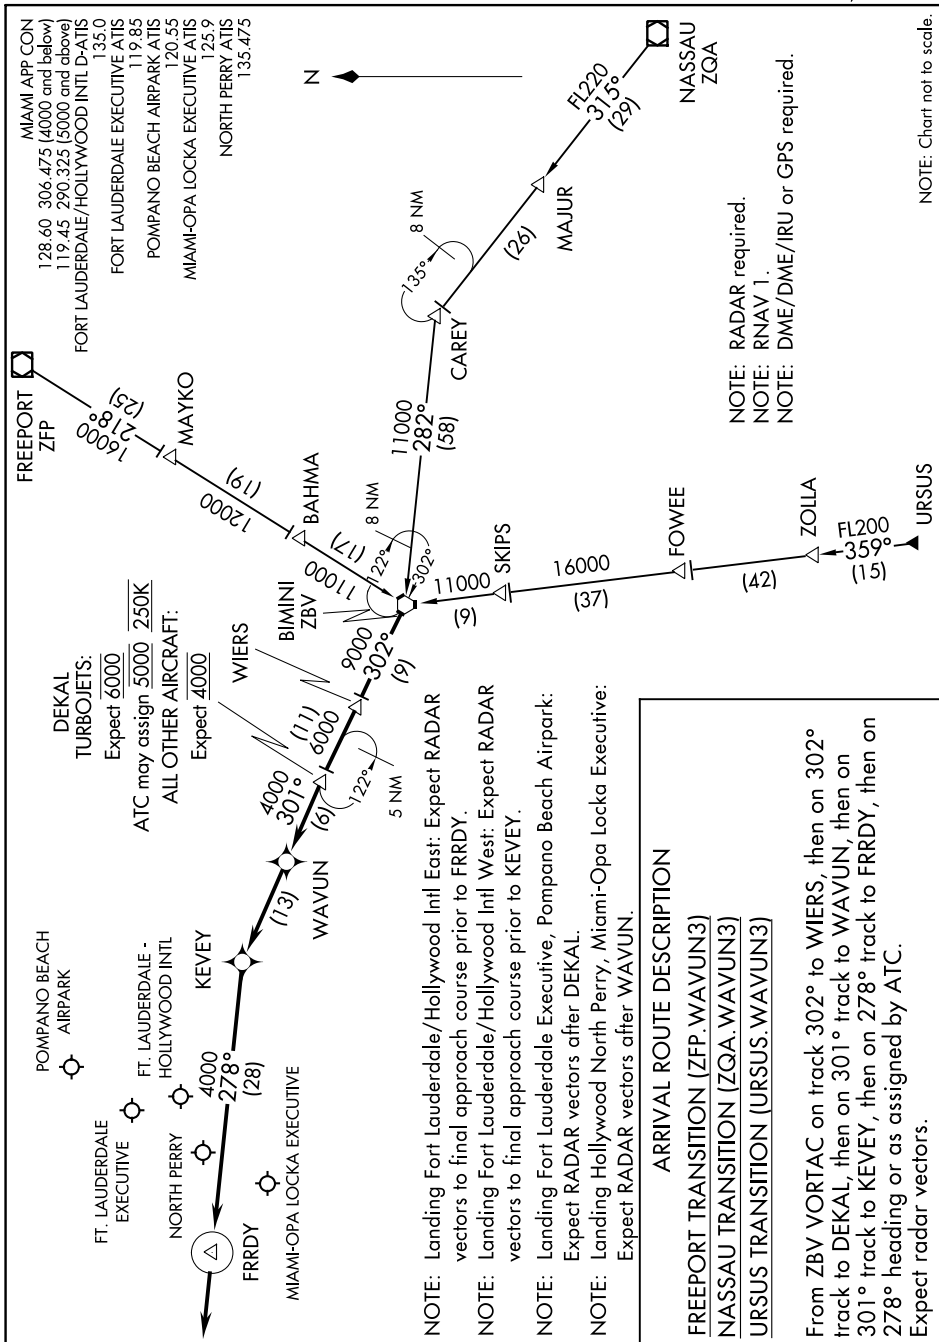 MIAMI APP CON
128.60 306.475 (4000 and below)
119.45 290.325 (5000 and above)
FORT LAUDERDALE/HOLLYWOOD INTL D-ATIS
135.0
FORT LAUDERDALE EXECUTIVE ATIS
119.85
POMPANO BEACH AIRPARK ATIS
120.55
MIAMI-OPA LOCKA EXECUTIVE ATIS
125.9
NORTH PERRY ATIS
135.475
N
NASSAU
ZQA
FL220
315°
(29)
MAJUR
(26)
8 NM
135°
CAREY
11000
282°
(58)
FREEPORT
ZFP
16000
218°
(25)
MAYKO
12000
(19)
BAHMA
11000
(17)
8 NM
122°
302°
BIMINI
ZBV
SKIPS
11000
(9)
16000
(37)
FOWEE
(42)
ZOLLA
FL200
359°
(15)
URSUS
NOTE: RADAR required.
NOTE: RNAV 1.
NOTE: DME/DME/IRU or GPS required.
NOTE: Chart not to scale.
DEKAL
TURBOJETS:
Expect 6000
ATC may assign 5000 250K
ALL OTHER AIRCRAFT:
Expect 4000
WIERS
9000
302°
(9)
(11)
6000
122°
5 NM
4000
301°
(6)
WAVUN
(13)
KEVEY
POMPANO BEACH
AIRPARK
FT. LAUDERDALE -
HOLLYWOOD INTL
FT. LAUDERDALE
EXECUTIVE
NORTH PERRY
4000
278°
(28)
MIAMI-OPA LOCKA EXECUTIVE
FRRDY
NOTE: Landing Fort Lauderdale/Hollywood Intl East: Expect RADAR
vectors to final approach course prior to FRRDY.
NOTE: Landing Fort Lauderdale/Hollywood Intl West: Expect RADAR
vectors to final approach course prior to KEVEY.
NOTE: Landing Fort Lauderdale Executive, Pompano Beach Airpark:
Expect RADAR vectors after DEKAL.
NOTE: Landing Hollywood North Perry, Miami-Opa Locka Executive:
Expect RADAR vectors after WAVUN.
ARRIVAL ROUTE DESCRIPTION
FREEPORT TRANSITION (ZFP.WAVUN3)
NASSAU TRANSITION (ZQA.WAVUN3)
URSUS TRANSITION (URSUS.WAVUN3)
From ZBV VORTAC on track 302° to WIERS, then on 302°
track to DEKAL, then on 301° track to WAVUN, then on
301° track to KEVEY, then on 278° track to FRRDY, then on
278° heading or as assigned by ATC.
Expect radar vectors.